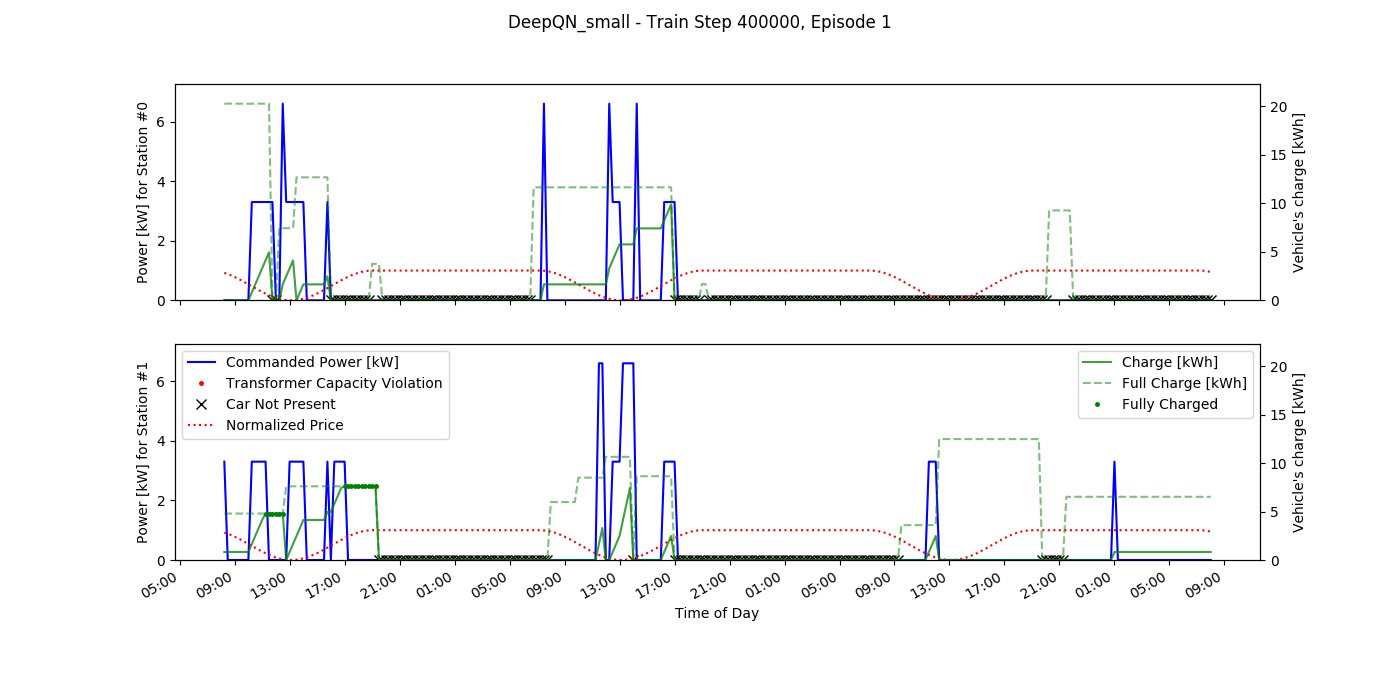 DeepQN_small - Train Step 400000, Episode 1
Power [kW] for Station #0
6
4
2
0
20
15
10
5
0
Vehicle's charge [kWh]
Power [kW] for Station #1
6
4
2
0
Commanded Power [kW]
Transformer Capacity Violation
Car Not Present
Normalized Price
Charge [kWh]
Full Charge [kWh]
Fully Charged
20
15
10
5
0
Vehicle's charge [kWh]
05:00
09:00
13:00
17:00
21:00
01:00
05:00
09:00
13:00
17:00
21:00
01:00
05:00
09:00
13:00
17:00
21:00
01:00
05:00
09:00
Time of Day